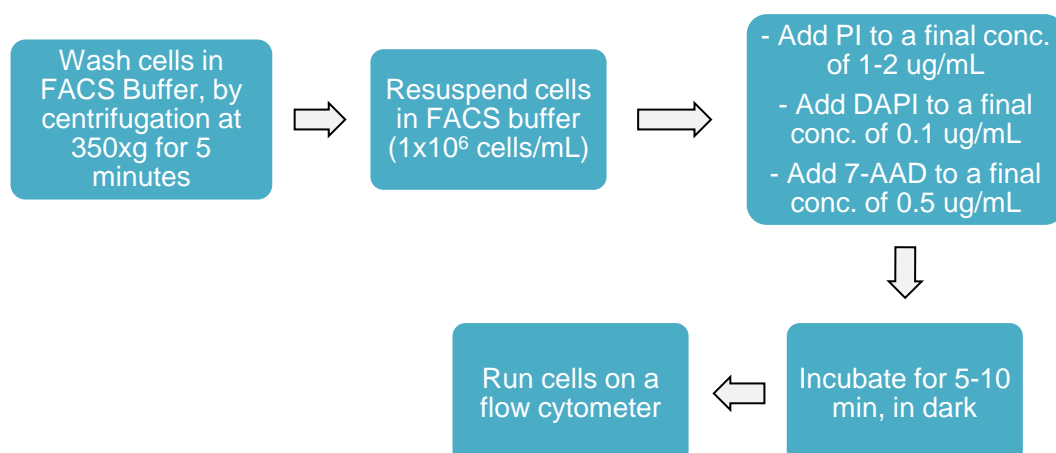 Wash cells in
FACS Buffer, by
centrifugation at
350xg for 5
minutes
Resuspend cells
in FACS buffer
(1x10⁶ cells/mL)
- Add PI to a final conc.
of 1-2 ug/mL
- Add DAPI to a final
conc. of 0.1 ug/mL
- Add 7-AAD to a final
conc. of 0.5 ug/mL
Incubate for 5-10
min, in dark
Run cells on a
flow cytometer